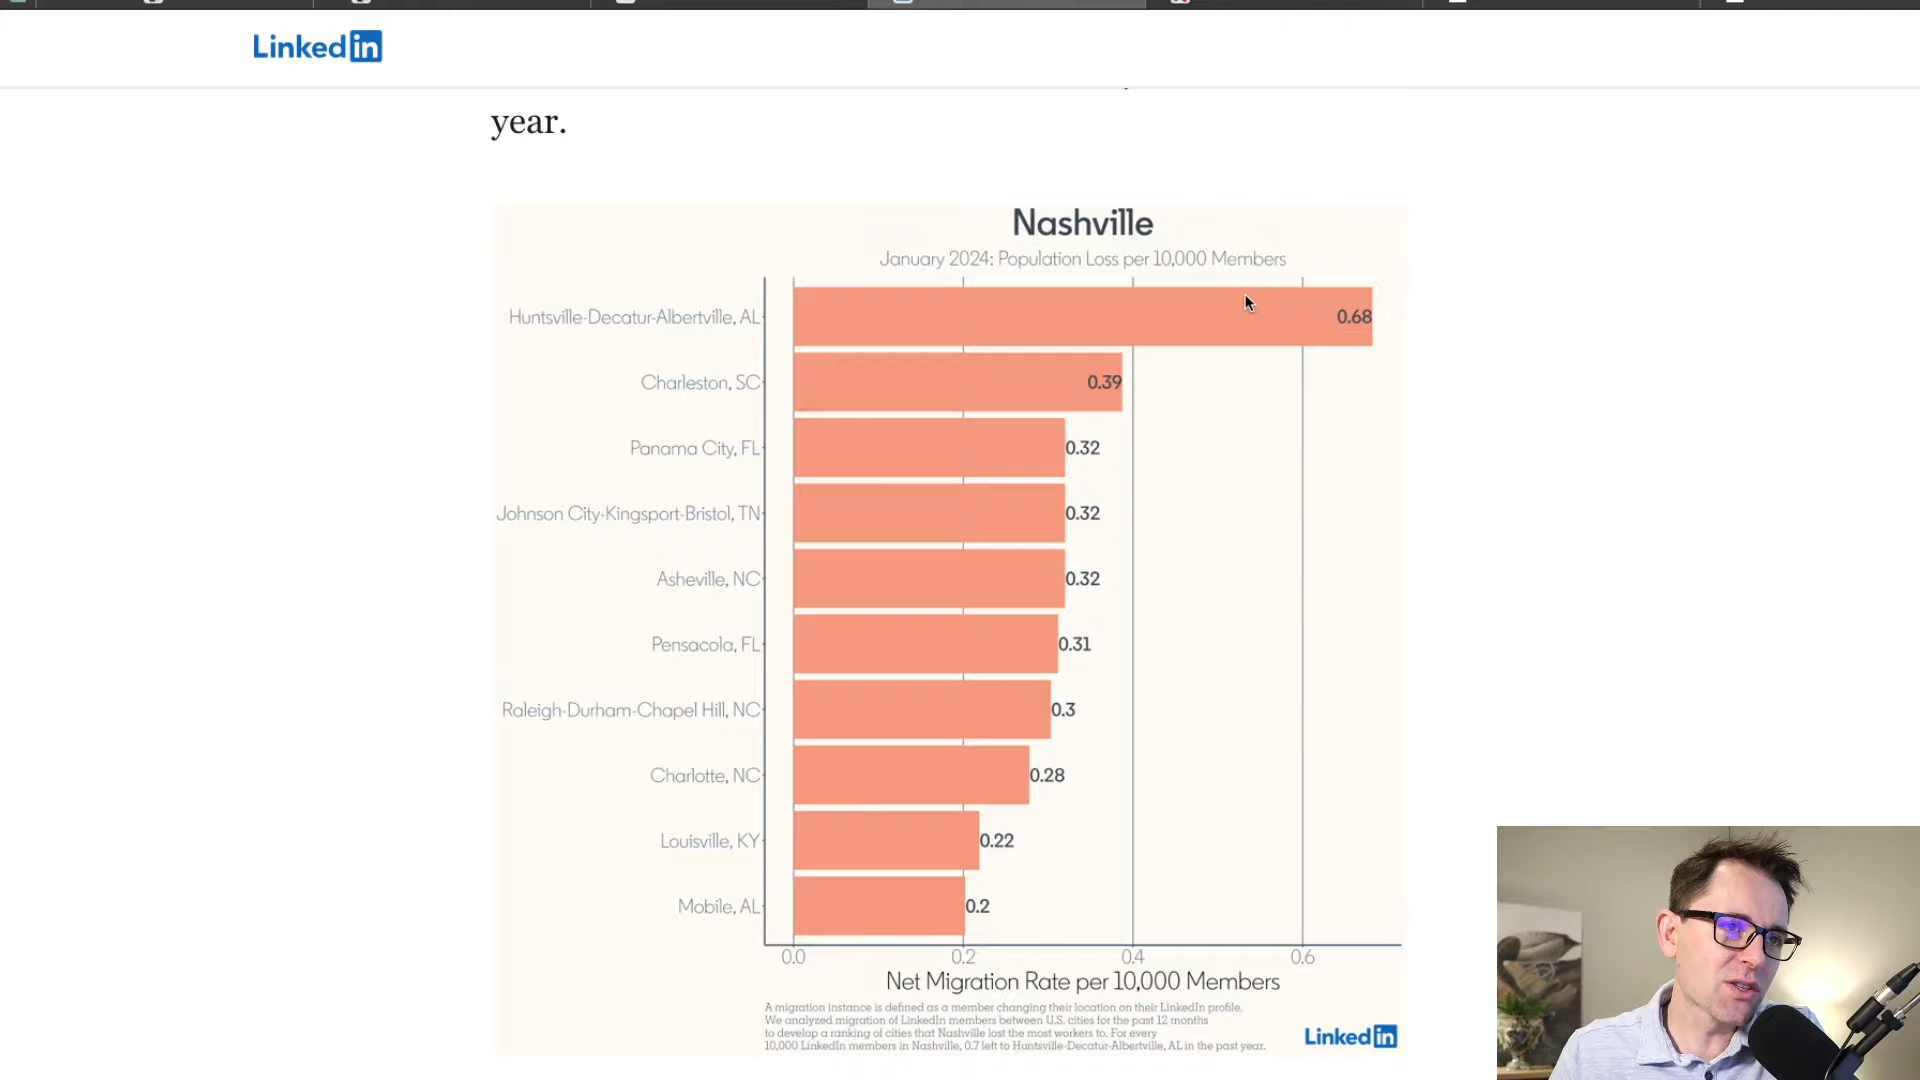 Linked in
year.
Nashville
January 2024: Population Loss per 10,000 Members
Huntsville-Decatur-Albertville, AL
0.68
Charleston, SC
0.39
Panama City, FL
0.32
Johnson City-Kingsport-Bristol, TN
0.32
Asheville, NC
0.32
Pensacola, FL
0.31
Raleigh-Durham-Chapel Hill, NC
0.3
Charlotte, NC
0.28
Louisville, KY
0.22
Mobile, AL
0.2
0.0 0.2 0.4 0.6
Net Migration Rate per 10,000 Members
A migration instance is defined as a member changing their location on their LinkedIn profile.
We analyzed migration of LinkedIn members between U.S. cities for the past 12 months
to develop a ranking of cities that Nashville lost the most workers to. For every
10,000 LinkedIn members in Nashville, 0.7 left to Huntsville-Decatur-Albertville, AL in the past year.
Linked in